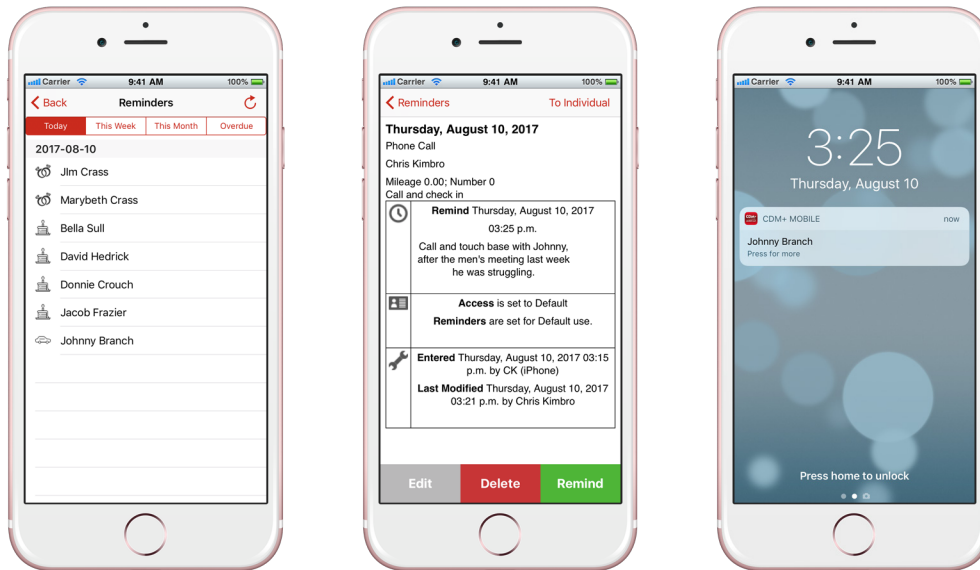 Carrier 9:41 AM 100%
Back Reminders
Today This Week This Month Overdue
2017-08-10
JIm Crass
Marybeth Crass
Bella Sull
David Hedrick
Donnie Crouch
Jacob Frazier
Johnny Branch
Carrier 9:41 AM 100%
Reminders To Individual
Thursday, August 10, 2017
Phone Call
Chris Kimbro
Mileage 0.00; Number 0
Call and check in
Remind Thursday, August 10, 2017
03:25 p.m.
Call and touch base with Johnny,
after the men's meeting last week
he was struggling.
Access is set to Default
Reminders are set for Default use.
Entered Thursday, August 10, 2017 03:15
p.m. by CK (iPhone)
Last Modified Thursday, August 10, 2017
03:21 p.m. by Chris Kimbro
Edit Delete Remind
Carrier 9:41 AM 100%
3:25
Thursday, August 10
CDM+ CDM+ MOBILE now
Johnny Branch
Press for more
Press home to unlock